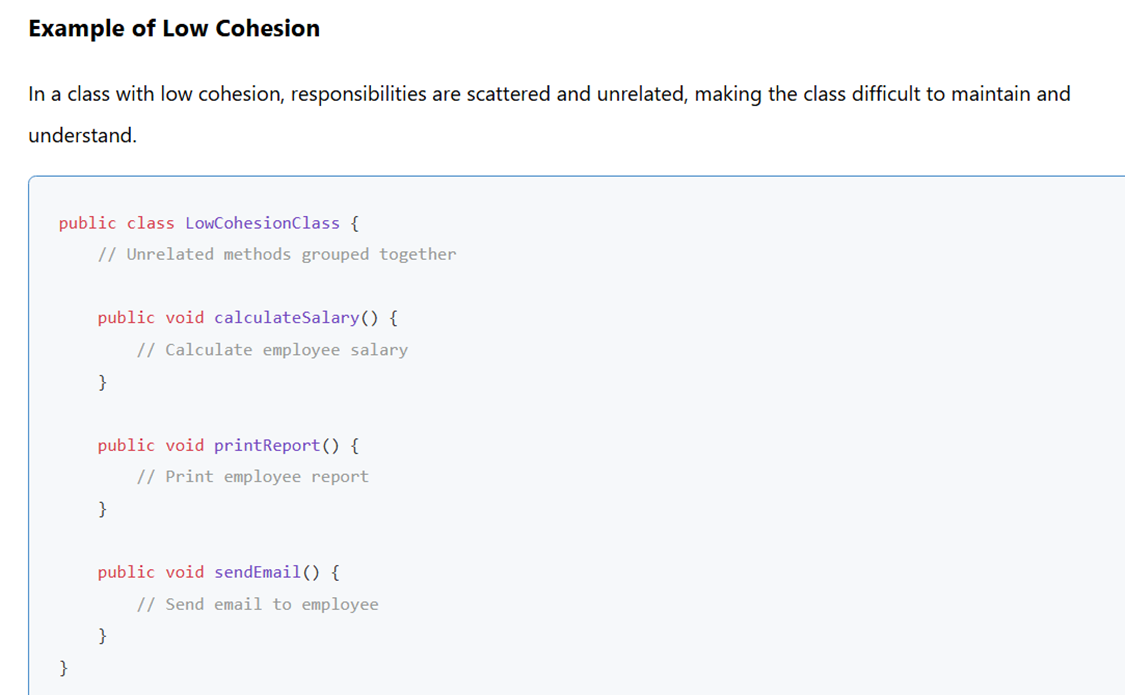 Example of Low Cohesion
In a class with low cohesion, responsibilities are scattered and unrelated, making the class difficult to maintain and
understand.
public class LowCohesionClass {
    // Unrelated methods grouped together
    public void calculateSalary() {
        // Calculate employee salary
    }
    public void printReport() {
        // Print employee report
    }
    public void sendEmail() {
        // Send email to employee
    }
}